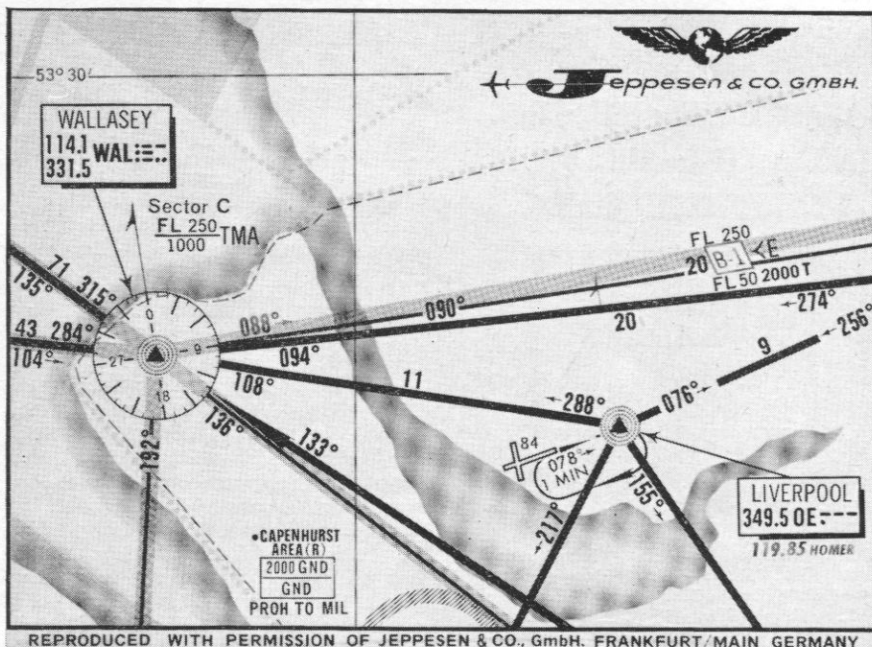 Jeppesen & CO. GMBH.
53°30′
WALLASEY
114.1
331.5 WAL
Sector C
FL 250
1000
TMA
FL 250
20 B-1 E
FL 50 2000 T
71
135°
315°
43 284°
104°
0
9
18
27
088°
090°
094°
20
274°
256°
9
076°
108°
11
288°
136°
133°
192°
84
078°
1 MIN
155°
217°
LIVERPOOL
349.5 OE
119.85 HOMER
•CAPENHURST
AREA (R)
2000 GND
GND
PROH TO MIL
REPRODUCED WITH PERMISSION OF JEPPESEN & CO., GmbH. FRANKFURT/MAIN GERMANY